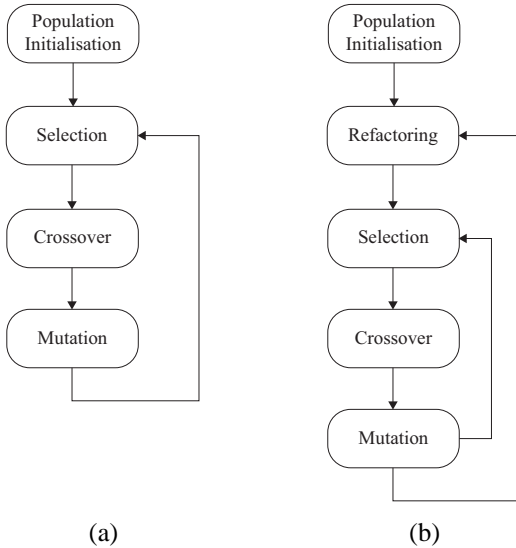 Population
Initialisation
Selection
Crossover
Mutation
(a)
Population
Initialisation
Refactoring
Selection
Crossover
Mutation
(b)